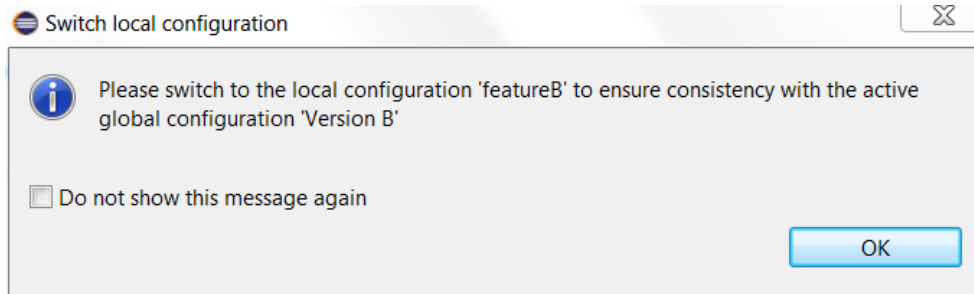 Switch local configuration
Please switch to the local configuration 'featureB' to ensure consistency with the active
global configuration 'Version B'
Do not show this message again
OK